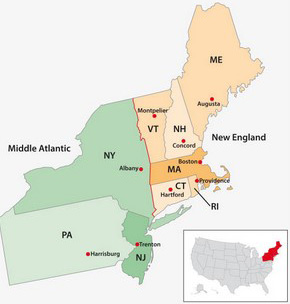 ME
Augusta
Montpelier
VT
NH
Concord
New England
Middle Atlantic
NY
Albany
Boston
MA
Providence
CT
Hartford
RI
PA
Harrisburg
Trenton
NJ